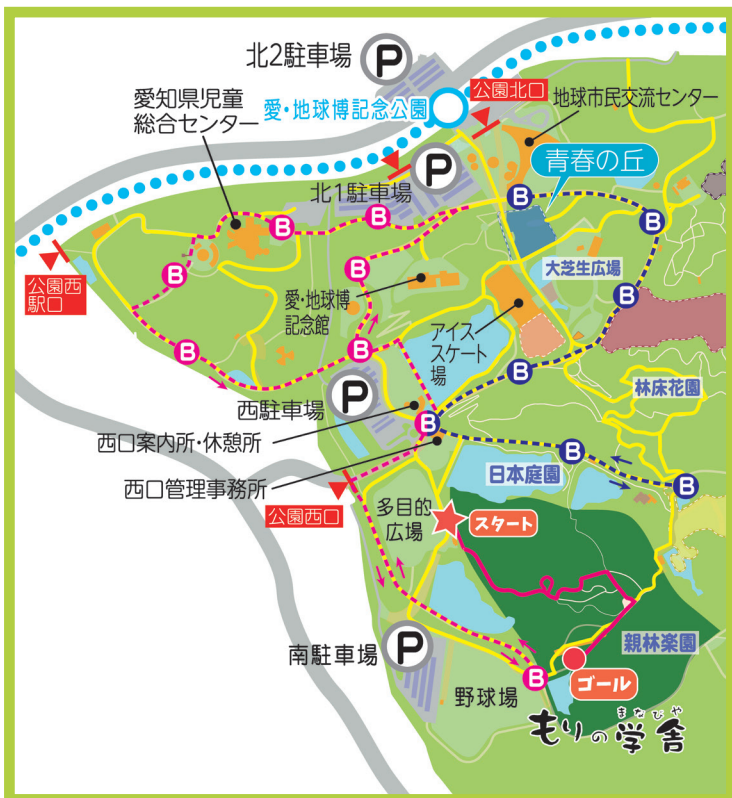 北2駐車場
P
公園北口
愛知県児童
総合センター
愛・地球博記念公園
地球市民交流センター
青春の丘
P
北1駐車場
B
B
B
B
B
B
大芝生広場
公園西
駅口
B
B
愛・地球博
記念館
アイス
スケート
場
B
B
P
西駐車場
林床花園
西口案内所・休憩所
B
B
日本庭園
B
西口管理事務所
公園西口
多目的
広場
スタート
南駐車場
P
親林楽園
B
ゴール
野球場
まなびや
もりの学舎